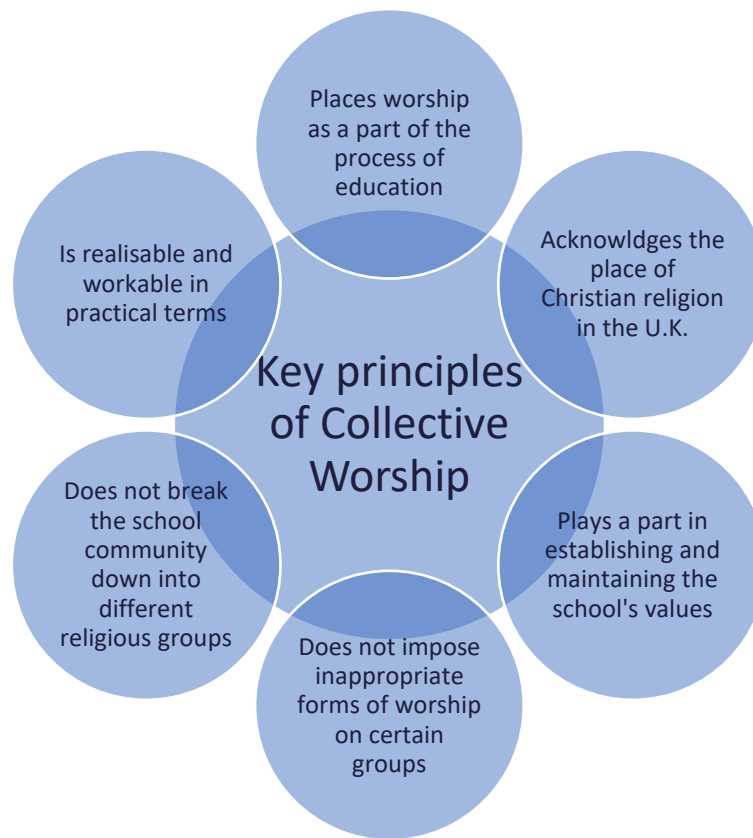 Places worship
as a part of the
process of
education
Acknowldges the
place of
Christian religion
in the U.K.
Plays a part in
establishing and
maintaining the
school's values
Does not impose
inappropriate
forms of worship
on certain
groups
Does not break
the school
community
down into
different
religious groups
Is realisable and
workable in
practical terms
Key principles
of Collective
Worship